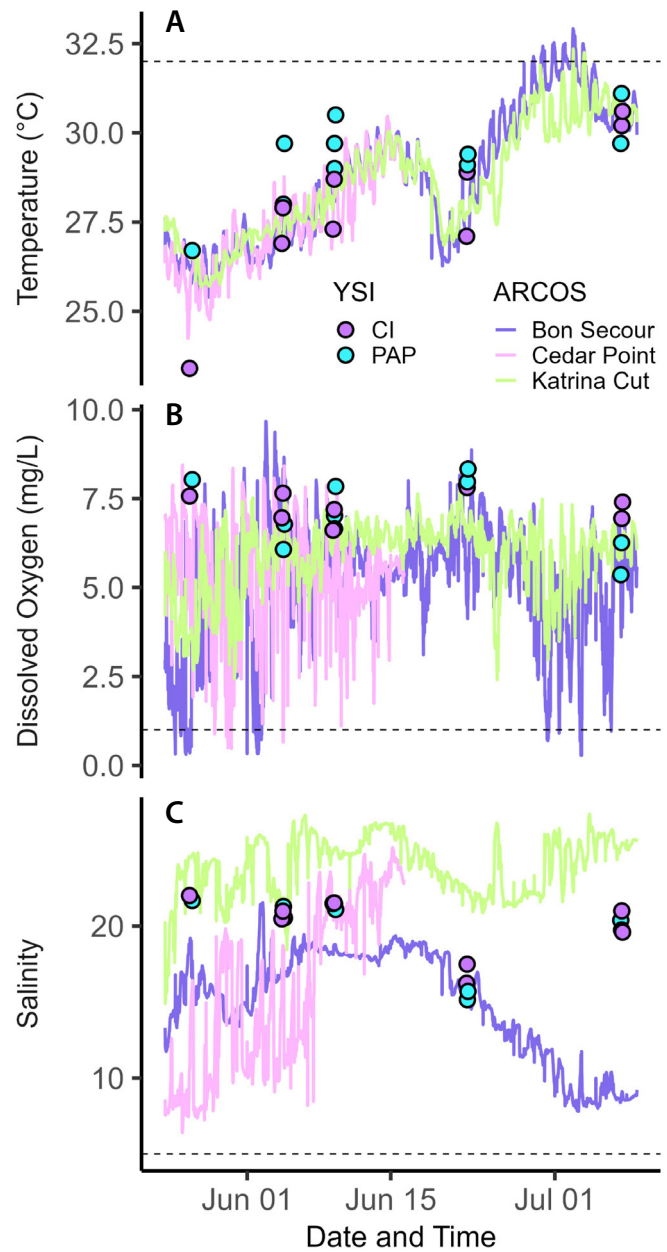 A
Temperature (°C)
32.5
30.0
27.5
25.0
YSI
CI
PAP
ARCOS
Bon Secour
Cedar Point
Katrina Cut
B
Dissolved Oxygen (mg/L)
10.0
7.5
5.0
2.5
0.0
C
Salinity
20
10
Jun 01
Jun 15
Jul 01
Date and Time